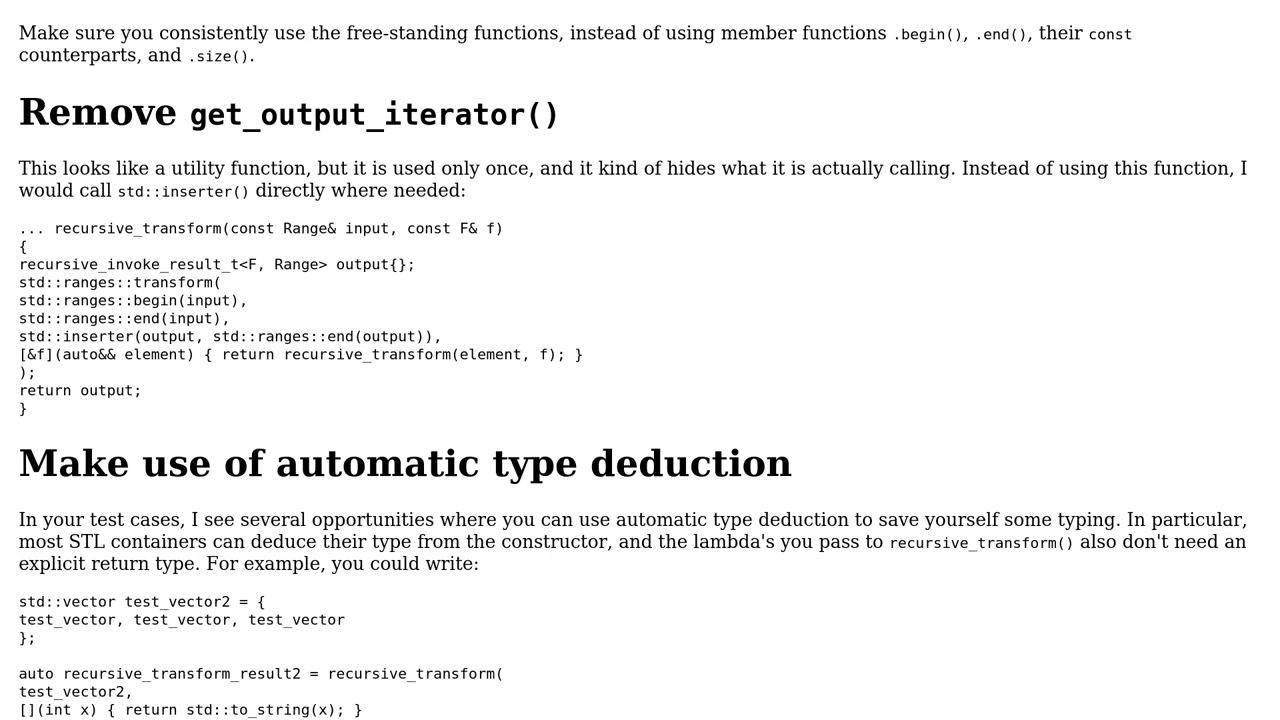 Make sure you consistently use the free-standing functions, instead of using member functions .begin(), .end(), their const
counterparts, and .size().
Remove get_output_iterator()
This looks like a utility function, but it is used only once, and it kind of hides what it is actually calling. Instead of using this function, I
would call std::inserter() directly where needed:
... recursive_transform(const Range& input, const F& f)
{
recursive_invoke_result_t<F, Range> output{};
std::ranges::transform(
std::ranges::begin(input),
std::ranges::end(input),
std::inserter(output, std::ranges::end(output)),
[&f](auto&& element) { return recursive_transform(element, f); }
);
return output;
}
Make use of automatic type deduction
In your test cases, I see several opportunities where you can use automatic type deduction to save yourself some typing. In particular,
most STL containers can deduce their type from the constructor, and the lambda's you pass to recursive_transform() also don't need an
explicit return type. For example, you could write:
std::vector test_vector2 = {
test_vector, test_vector, test_vector
};
auto recursive_transform_result2 = recursive_transform(
test_vector2,
[](int x) { return std::to_string(x); }